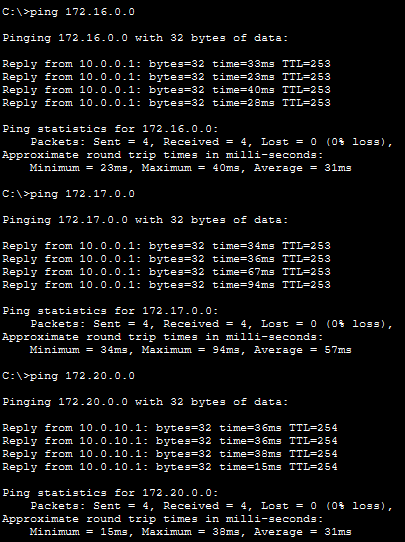 C:\>ping 172.16.0.0
Pinging 172.16.0.0 with 32 bytes of data:
Reply from 10.0.0.1: bytes=32 time=33ms TTL=253
Reply from 10.0.0.1: bytes=32 time=23ms TTL=253
Reply from 10.0.0.1: bytes=32 time=40ms TTL=253
Reply from 10.0.0.1: bytes=32 time=28ms TTL=253
Ping statistics for 172.16.0.0:
Packets: Sent = 4, Received = 4, Lost = 0 (0% loss),
Approximate round trip times in milli-seconds:
Minimum = 23ms, Maximum = 40ms, Average = 31ms
C:\>ping 172.17.0.0
Pinging 172.17.0.0 with 32 bytes of data:
Reply from 10.0.0.1: bytes=32 time=34ms TTL=253
Reply from 10.0.0.1: bytes=32 time=36ms TTL=253
Reply from 10.0.0.1: bytes=32 time=67ms TTL=253
Reply from 10.0.0.1: bytes=32 time=94ms TTL=253
Ping statistics for 172.17.0.0:
Packets: Sent = 4, Received = 4, Lost = 0 (0% loss),
Approximate round trip times in milli-seconds:
Minimum = 34ms, Maximum = 94ms, Average = 57ms
C:\>ping 172.20.0.0
Pinging 172.20.0.0 with 32 bytes of data:
Reply from 10.0.10.1: bytes=32 time=36ms TTL=254
Reply from 10.0.10.1: bytes=32 time=36ms TTL=254
Reply from 10.0.10.1: bytes=32 time=38ms TTL=254
Reply from 10.0.10.1: bytes=32 time=15ms TTL=254
Ping statistics for 172.20.0.0:
Packets: Sent = 4, Received = 4, Lost = 0 (0% loss),
Approximate round trip times in milli-seconds:
Minimum = 15ms, Maximum = 38ms, Average = 31ms